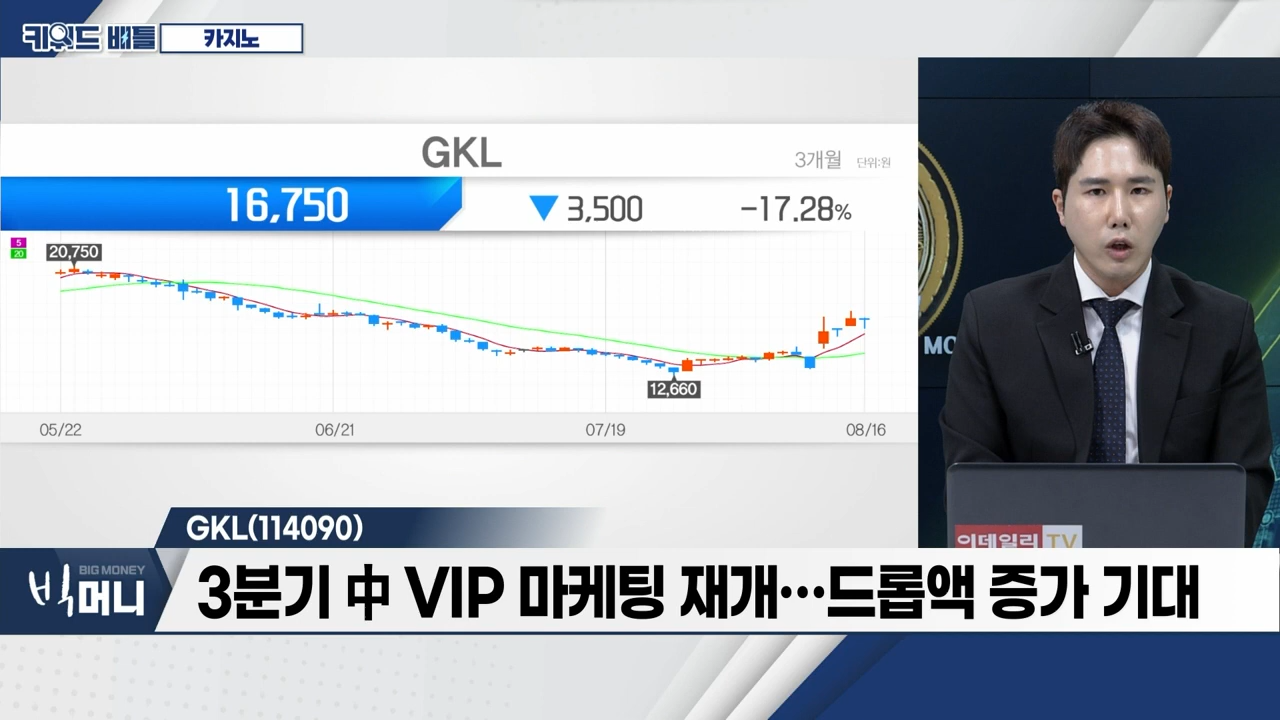 키워드 배틀 카지노
GKL
3개월 단위:원
16,750 ▼ 3,500 -17.28%
5
20
20,750
12,660
05/22 06/21 07/19 08/16
MO
이데일리 TV
GKL(114090)
BIG MONEY
빅머니
3분기 中 VIP 마케팅 재개…드롭액 증가 기대